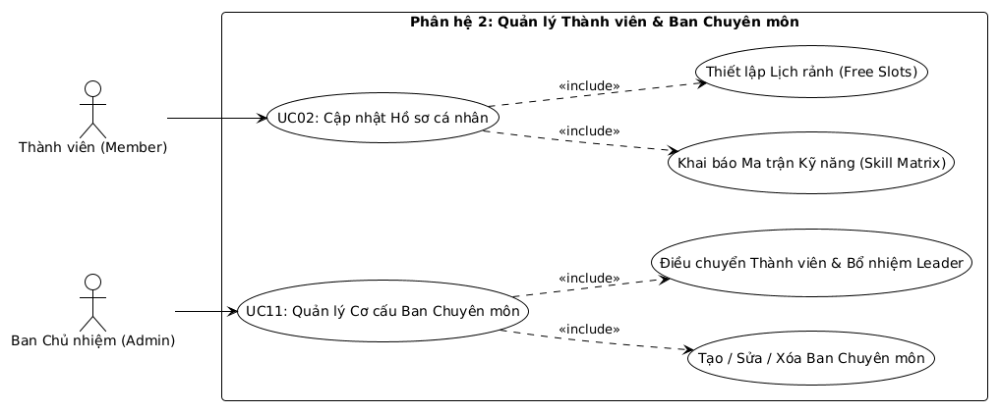 Phân hệ 2: Quản lý Thành viên & Ban Chuyên môn
Thiết lập Lịch rảnh (Free Slots)
«include»
UC02: Cập nhật Hồ sơ cá nhân
«include»
Thành viên (Member)
Khai báo Ma trận Kỹ năng (Skill Matrix)
Điều chuyển Thành viên & Bổ nhiệm Leader
«include»
UC11: Quản lý Cơ cấu Ban Chuyên môn
«include»
Ban Chủ nhiệm (Admin)
Tạo / Sửa / Xóa Ban Chuyên môn